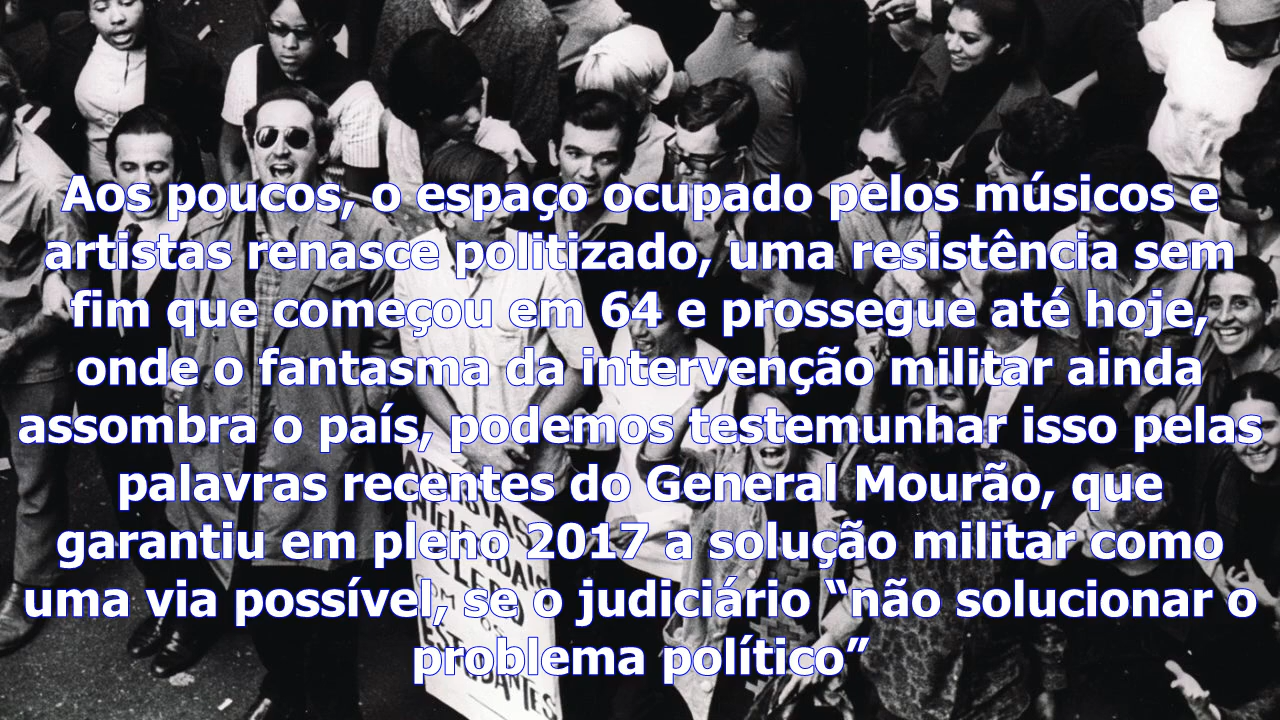 Aos poucos, o espaço ocupado pelos músicos e
artistas renasce politizado, uma resistência sem
fim que começou em 64 e prossegue até hoje,
onde o fantasma da intervenção militar ainda
assombra o país, podemos testemunhar isso pelas
palavras recentes do General Mourão, que
garantiu em pleno 2017 a solução militar como
uma via possível, se o judiciário “não solucionar o
problema político”
CLERO
ESTUDANTES